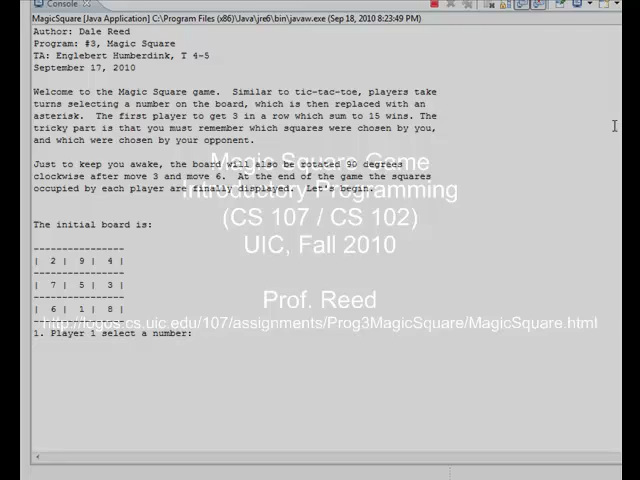 Console
MagicSquare [Java Application] C:\Program Files (x86)\Java\jre6\bin\javaw.exe (Sep 18, 2010 8:23:49 PM)
Author: Dale Reed
Program: #3, Magic Square
TA: Englebert Humberdink, T 4-5
September 17, 2010
Welcome to the Magic Square game.  Similar to tic-tac-toe, players take
turns selecting a number on the board, which is then replaced with an
asterisk.  The first player to get 3 in a row which sum to 15 wins. The
tricky part is that you must remember which squares were chosen by you,
and which were chosen by your opponent.
Just to keep you awake, the board will also be rotated 90 degrees
clockwise after move 3 and move 6.  At the end of the game the squares
occupied by each player are finally displayed.  Let's begin.
Magic Square Game
Introductory Programming
(CS 107 / CS 102)
UIC, Fall 2010
Prof. Reed
http://logos.cs.uic.edu/107/assignments/Prog3MagicSquare/MagicSquare.html
The initial board is:
----------------
|  2 |  9 |  4 |
----------------
|  7 |  5 |  3 |
----------------
|  6 |  1 |  8 |
----------------
1. Player 1 select a number: